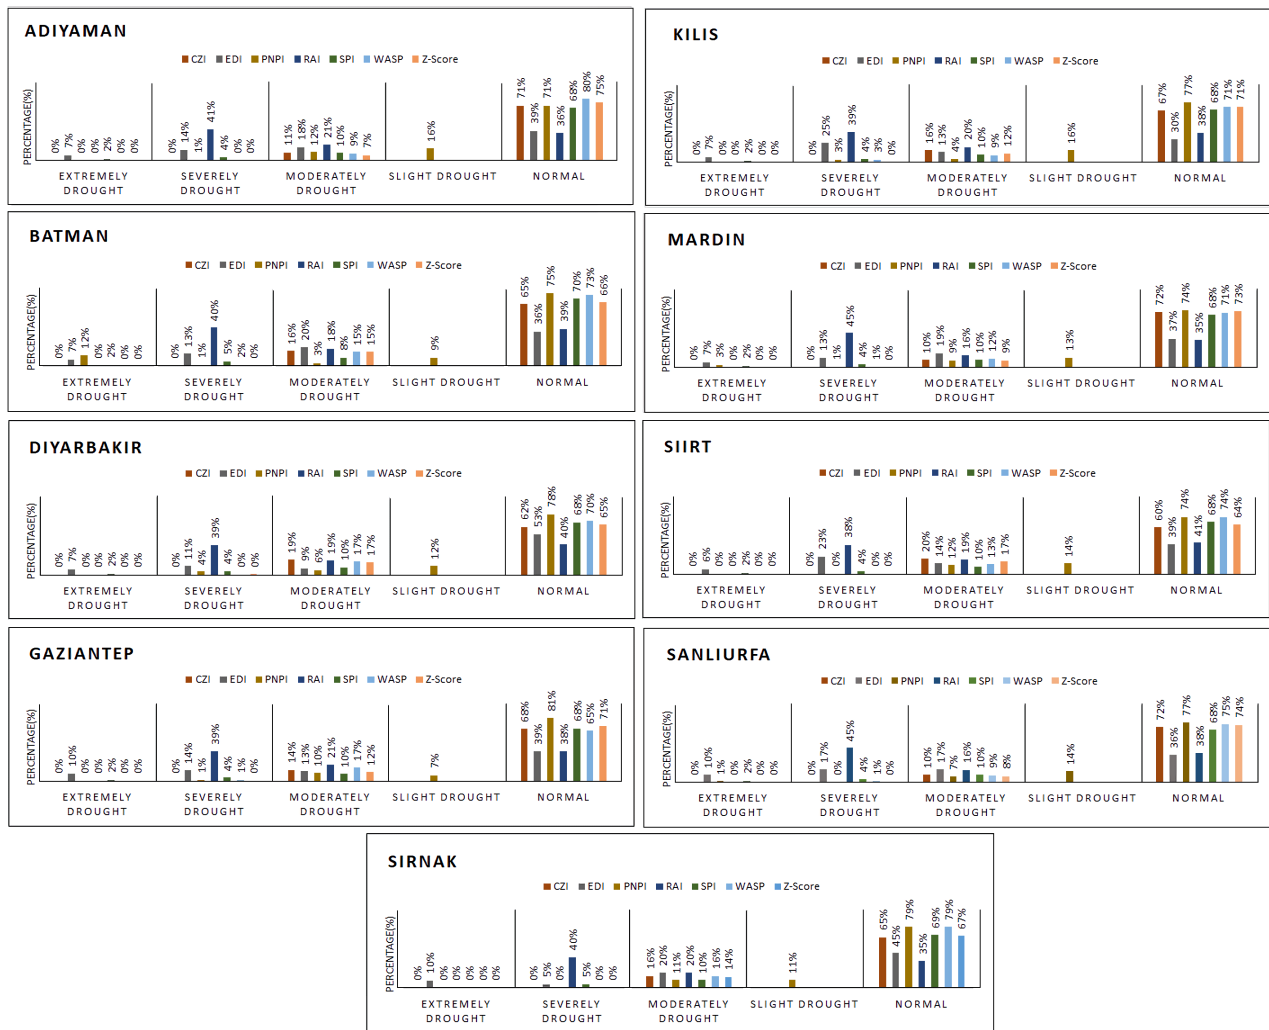 ADIYAMAN
CZI EDI PNPI RAI SPI WASP Z-Score
PERCENTAGE(%)
0% 7% 0% 0% 2% 0% 0%
0% 14% 1% 41% 4% 0% 0%
11% 18% 12% 21% 10% 9% 7%
16%
71% 39% 71% 36% 68% 80% 75%
EXTREMELY DROUGHT
SEVERELY DROUGHT
MODERATELY DROUGHT
SLIGHT DROUGHT
NORMAL
KILIS
CZI EDI PNPI RAI SPI WASP Z-Score
PERCENTAGE(%)
0% 7% 0% 0% 2% 0% 0%
0% 25% 3% 39% 4% 3% 0%
16% 13% 4% 20% 10% 9% 12%
16%
67% 30% 77% 38% 68% 71% 71%
EXTREMELY DROUGHT
SEVERELY DROUGHT
MODERATELY DROUGHT
SLIGHT DROUGHT
NORMAL
BATMAN
CZI EDI PNPI RAI SPI WASP Z-Score
PERCENTAGE(%)
0% 7% 12% 0% 2% 0% 0%
0% 13% 1% 40% 5% 2% 0%
16% 20% 3% 18% 8% 15% 15%
9%
65% 36% 75% 39% 70% 73% 66%
EXTREMELY DROUGHT
SEVERELY DROUGHT
MODERATELY DROUGHT
SLIGHT DROUGHT
NORMAL
MARDIN
CZI EDI PNPI RAI SPI WASP Z-Score
PERCENTAGE(%)
0% 7% 3% 0% 2% 0% 0%
0% 13% 1% 45% 4% 1% 0%
10% 19% 9% 16% 10% 12% 9%
13%
72% 37% 74% 35% 68% 71% 73%
EXTREMELY DROUGHT
SEVERELY DROUGHT
MODERATELY DROUGHT
SLIGHT DROUGHT
NORMAL
DIYARBAKIR
CZI EDI PNPI RAI SPI WASP Z-Score
PERCENTAGE(%)
0% 7% 0% 0% 2% 0% 0%
0% 11% 4% 39% 4% 0% 0%
19% 9% 6% 19% 10% 17% 17%
12%
62% 53% 78% 40% 68% 70% 65%
EXTREMELY DROUGHT
SEVERELY DROUGHT
MODERATELY DROUGHT
SLIGHT DROUGHT
NORMAL
SIIRT
CZI EDI PNPI RAI SPI WASP Z-Score
PERCENTAGE(%)
0% 6% 0% 0% 2% 0% 0%
0% 23% 0% 38% 4% 0% 0%
20% 14% 12% 19% 10% 13% 17%
14%
60% 39% 74% 41% 68% 74% 64%
EXTREMELY DROUGHT
SEVERELY DROUGHT
MODERATELY DROUGHT
SLIGHT DROUGHT
NORMAL
GAZIANTEP
CZI EDI PNPI RAI SPI WASP Z-Score
PERCENTAGE(%)
0% 10% 0% 0% 2% 0% 0%
0% 14% 1% 39% 4% 1% 0%
14% 13% 10% 21% 10% 17% 12%
7%
68% 39% 81% 38% 68% 65% 71%
EXTREMELY DROUGHT
SEVERELY DROUGHT
MODERATELY DROUGHT
SLIGHT DROUGHT
NORMAL
SANLIURFA
CZI EDI PNPI RAI SPI WASP Z-Score
PERCENTAGE(%)
0% 10% 1% 0% 2% 0% 0%
0% 17% 0% 45% 4% 1% 0%
10% 17% 7% 16% 10% 9% 8%
14%
72% 36% 77% 38% 68% 75% 74%
EXTREMELY DROUGHT
SEVERELY DROUGHT
MODERATELY DROUGHT
SLIGHT DROUGHT
NORMAL
SIRNAK
CZI EDI PNPI RAI SPI WASP Z-Score
PERCENTAGE(%)
0% 10% 0% 0% 0% 0% 0%
0% 5% 0% 40% 5% 0% 0%
16% 20% 11% 20% 10% 16% 14%
11%
65% 45% 79% 35% 69% 79% 67%
EXTREMELY DROUGHT
SEVERELY DROUGHT
MODERATELY DROUGHT
SLIGHT DROUGHT
NORMAL